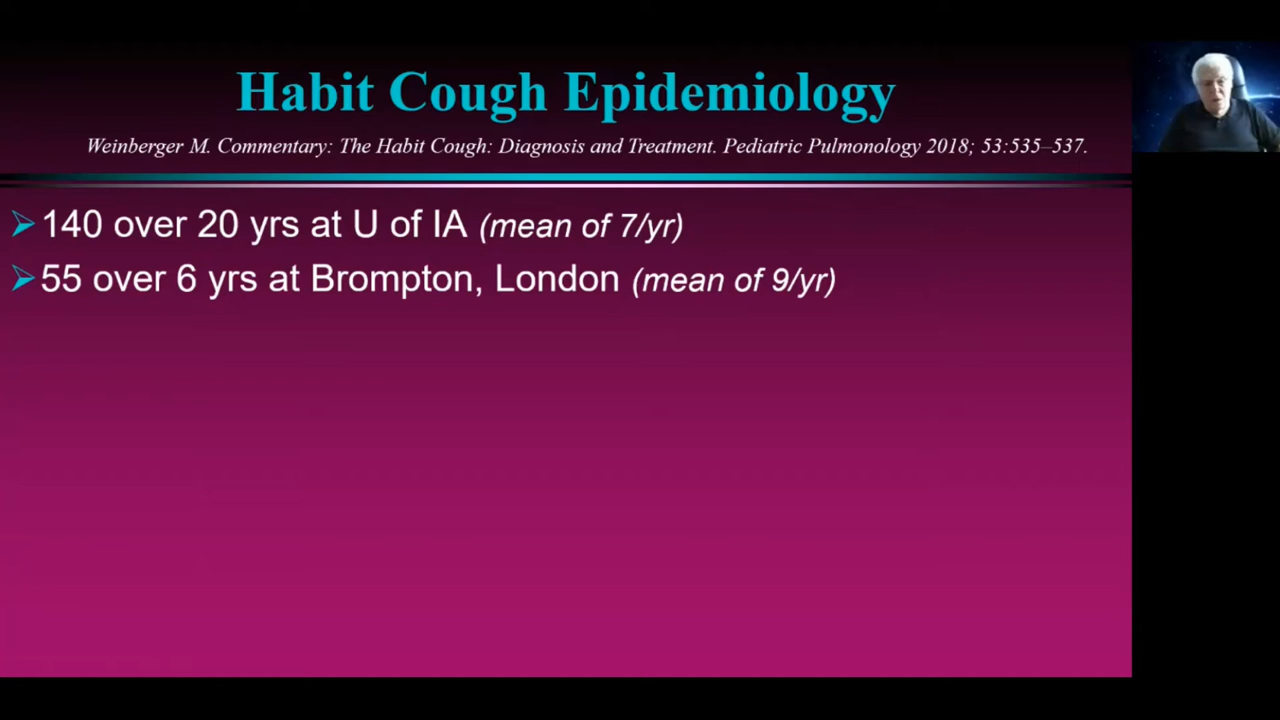 Habit Cough Epidemiology
Weinberger M. Commentary: The Habit Cough: Diagnosis and Treatment. Pediatric Pulmonology 2018; 53:535–537.
140 over 20 yrs at U of IA (mean of 7/yr)
55 over 6 yrs at Brompton, London (mean of 9/yr)